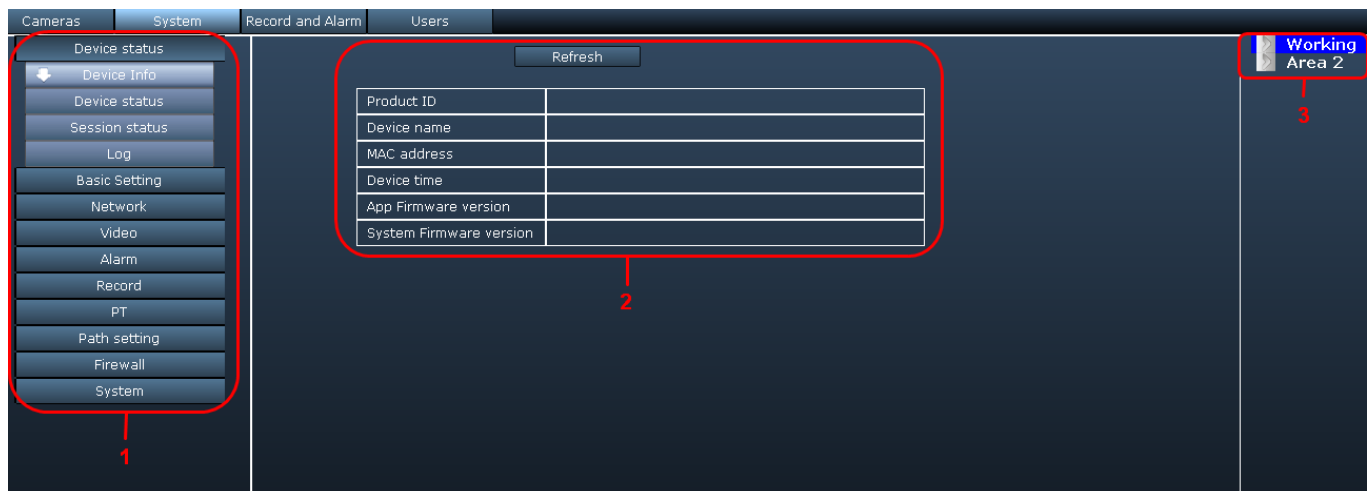 Cameras System Record and Alarm Users
Device status
Device Info
Device status
Session status
Log
Basic Setting
Network
Video
Alarm
Record
PT
Path setting
Firewall
System
1
Refresh
Product ID
Device name
MAC address
Device time
App Firmware version
System Firmware version
2
Working
Area 2
3